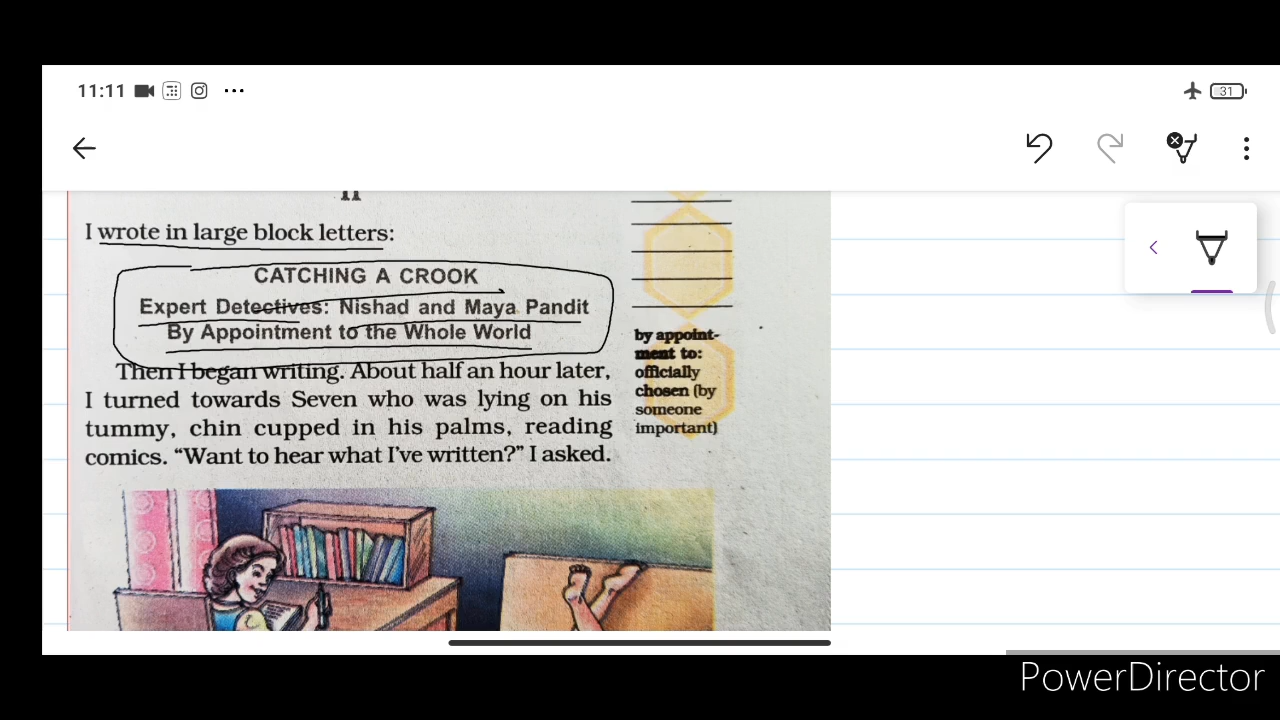 11:11
31
II
I wrote in large block letters:
CATCHING A CROOK
Expert Detectives: Nishad and Maya Pandit
By Appointment to the Whole World
Then I began writing. About half an hour later,
I turned towards Seven who was lying on his
tummy, chin cupped in his palms, reading
comics. “Want to hear what I’ve written?” I asked.
by appoint-
ment to:
officially
chosen (by
someone
important)
PowerDirector